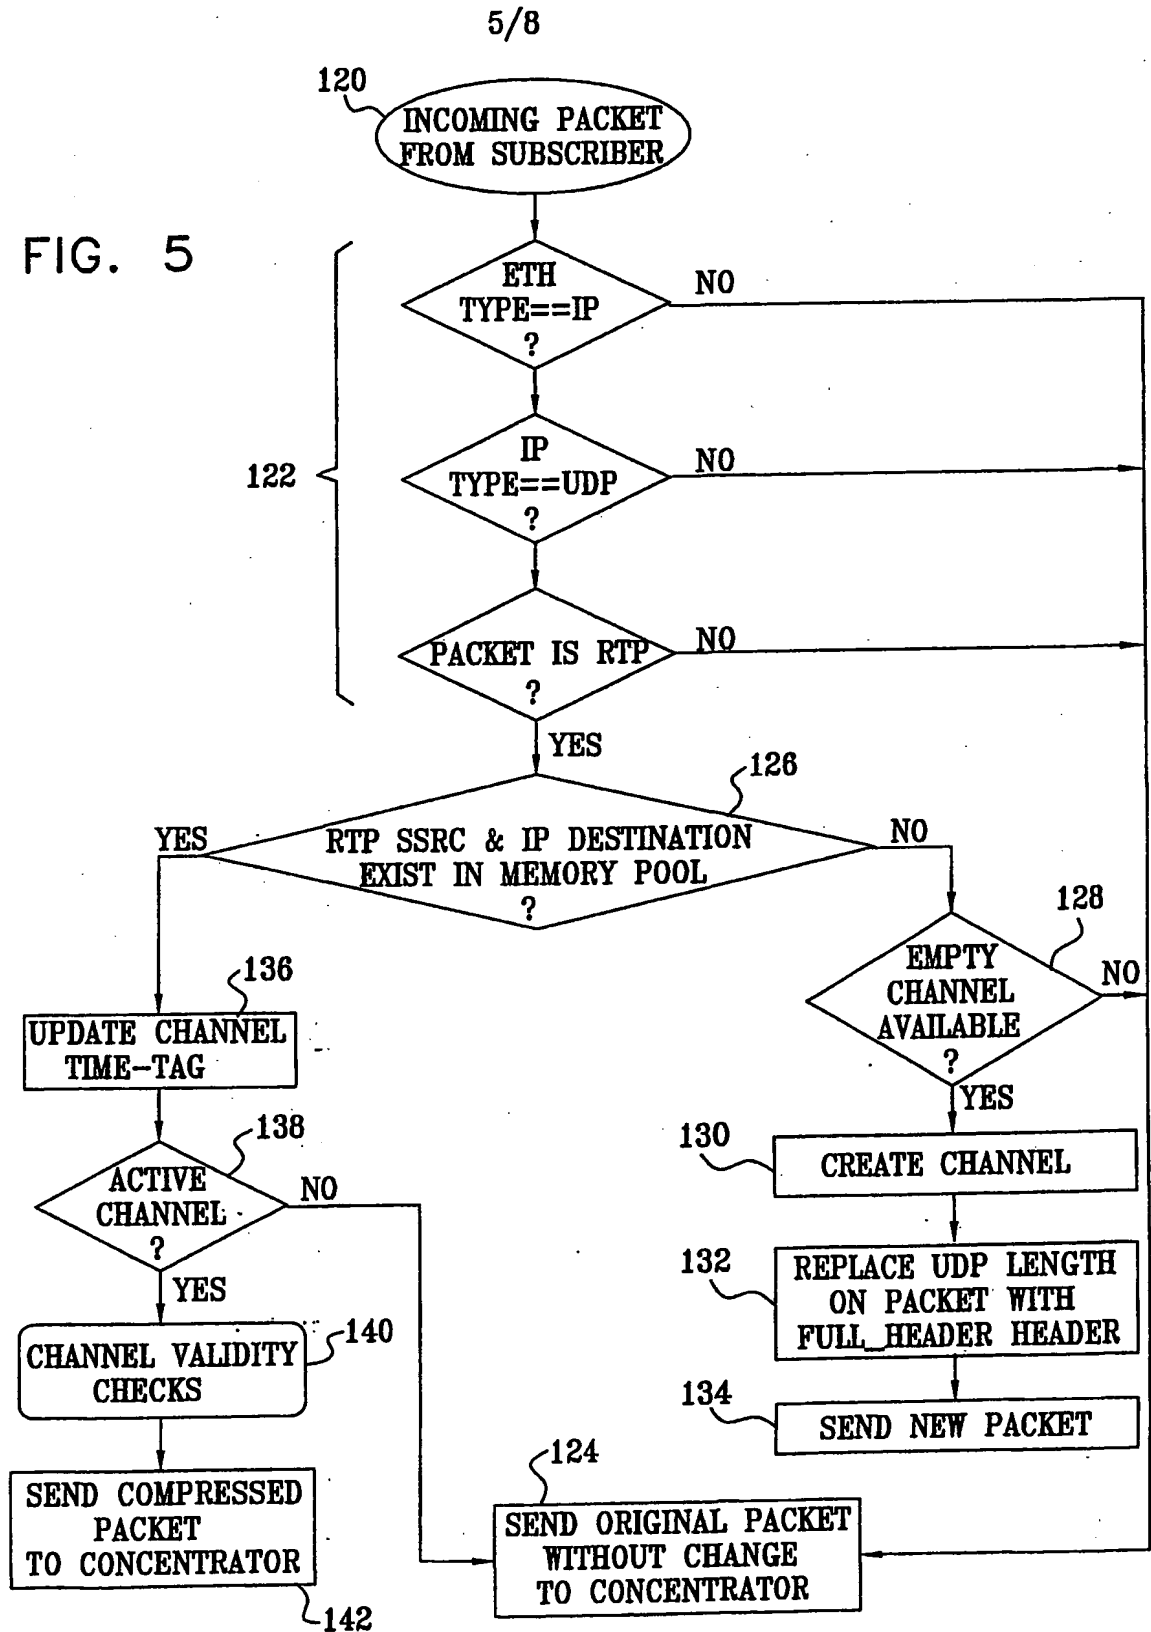 5/8
120
INCOMING PACKET
FROM SUBSCRIBER
FIG. 5
ETH
TYPE==IP
?
NO
122
IP
TYPE==UDP
?
NO
PACKET IS RTP
?
NO
YES
126
YES
RTP SSRC & IP DESTINATION
EXIST IN MEMORY POOL
?
NO
128
EMPTY
CHANNEL
AVAILABLE
?
NO
YES
136
UPDATE CHANNEL
TIME-TAG
138
ACTIVE
CHANNEL
?
NO
YES
130
CREATE CHANNEL
132
REPLACE UDP LENGTH
ON PACKET WITH
FULL_HEADER HEADER
140
CHANNEL VALIDITY
CHECKS
134
SEND NEW PACKET
124
SEND ORIGINAL PACKET
WITHOUT CHANGE
TO CONCENTRATOR
SEND COMPRESSED
PACKET
TO CONCENTRATOR
142